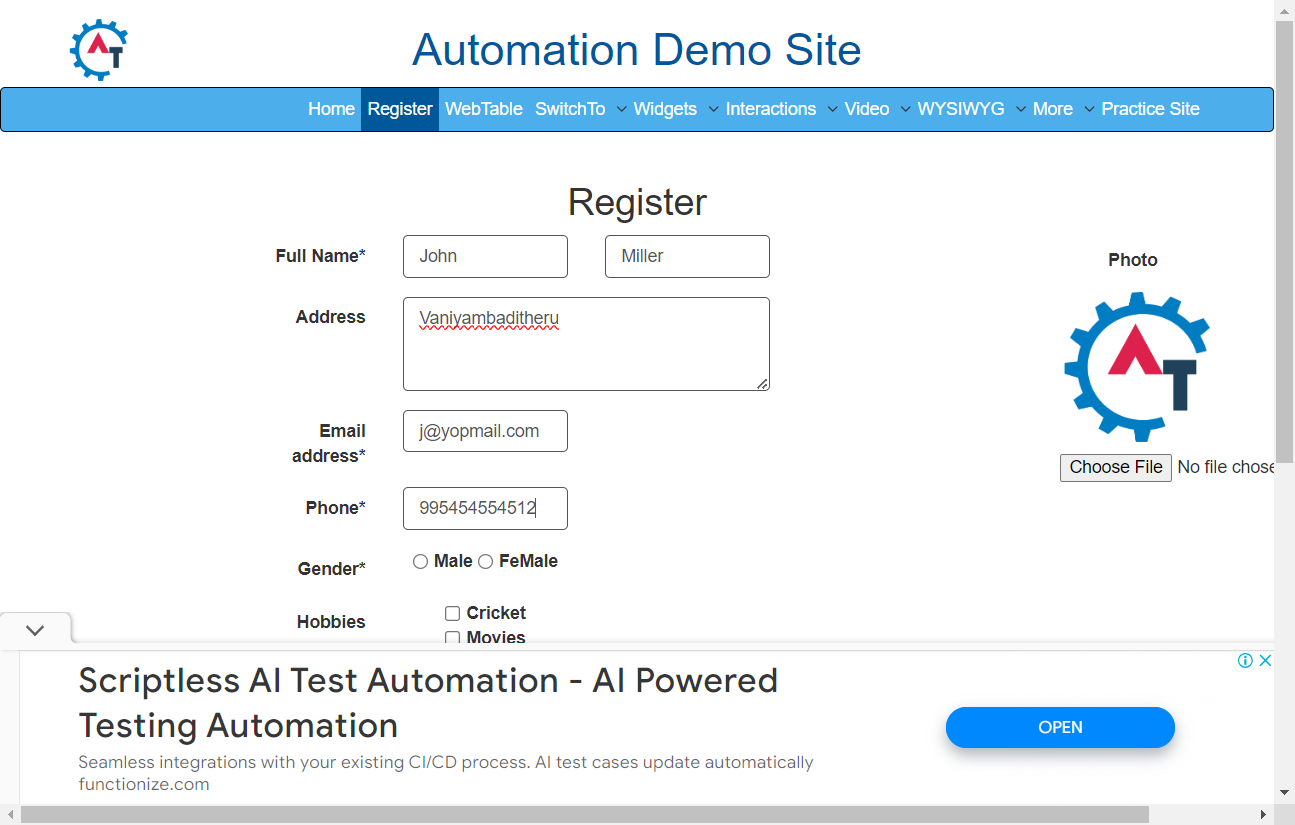 AT
Automation Demo Site
Home Register WebTable SwitchTo Widgets Interactions Video WYSIWYG More Practice Site
Register
Full Name* John Miller
Photo
Address Vaniyambaditheru
AT
Email address* j@yopmail.com
Choose File No file chose
Phone* 995454554512
Gender* Male FeMale
Hobbies Cricket
Movies
Scriptless AI Test Automation - AI Powered
Testing Automation
OPEN
Seamless integrations with your existing CI/CD process. AI test cases update automatically
functionize.com